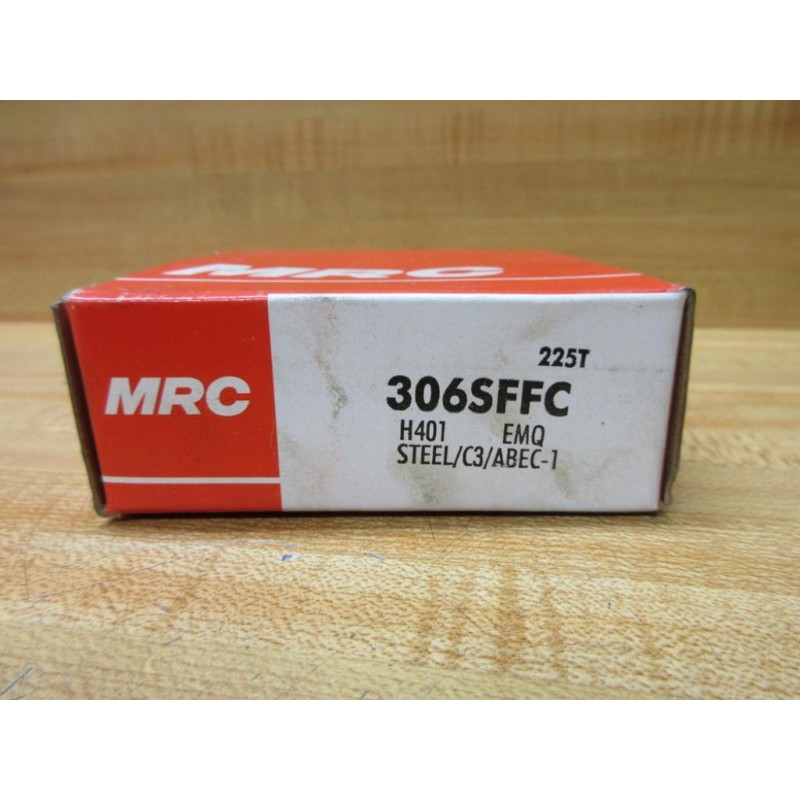 MRC
MRC
225T
306SFFC
H401 EMQ
STEEL/C3/ABEC-1